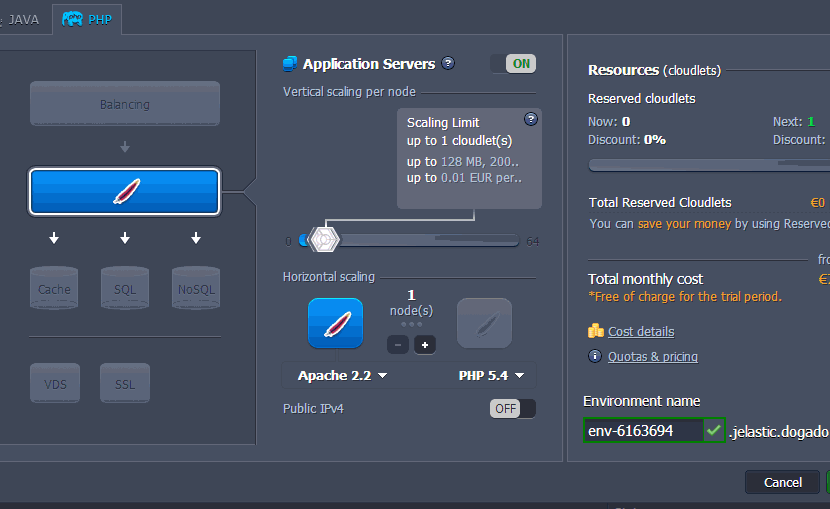 JAVA
PHP
Balancing
Cache
SQL
NoSQL
VDS
SSL
Application Servers ?
ON
Vertical scaling per node
Scaling Limit ?
up to 1 cloudlet(s)
up to 128 MB, 200..
up to 0.01 EUR per..
0
64
Horizontal scaling
1
node(s)
- +
Apache 2.2
PHP 5.4
Public IPv4
OFF
Resources (cloudlets)
Reserved cloudlets
Now: 0 Next: 1
Discount: 0% Discount:
Total Reserved Cloudlets €0
You can save your money by using Reserved
Total monthly cost
*Free of charge for the trial period.
Cost details
Quotas & pricing
Environment name
env-6163694 .jelastic.dogado
Cancel